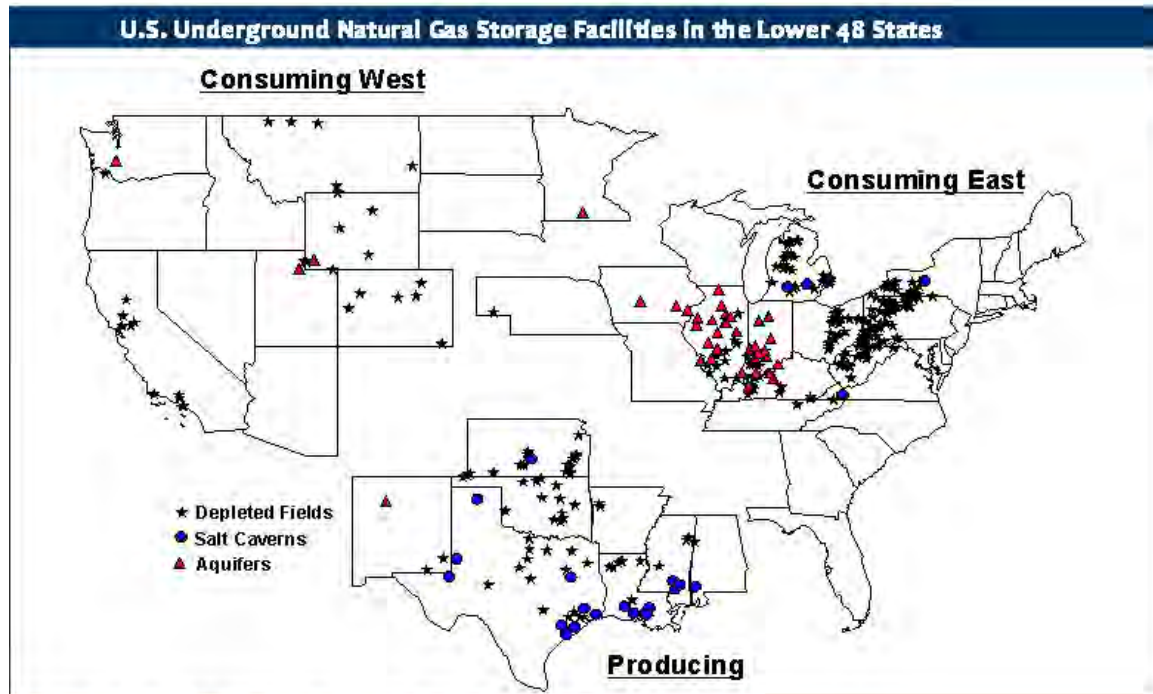 U.S. Underground Natural Gas Storage Facilities in the Lower 48 States
Consuming West
Consuming East
Depleted Fields
Salt Caverns
Aquifers
Producing